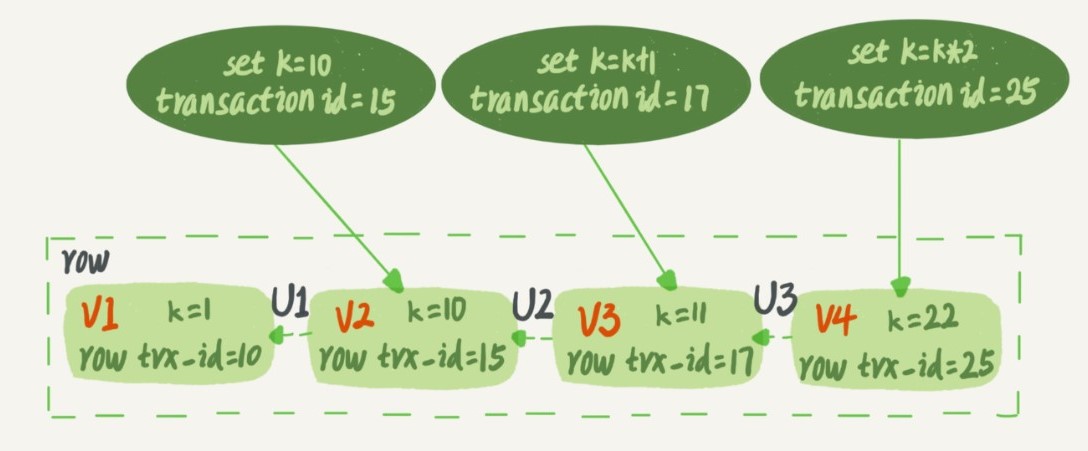 set k=10
transaction id=15
set k=k+1
transaction id=17
set k=k*2
transaction id=25
row
V1 k=1
row trx-id=10
U1
V2 k=10
row trx-id=15
U2
V3 k=11
row trx-id=17
U3
V4 k=22
row trx-id=25